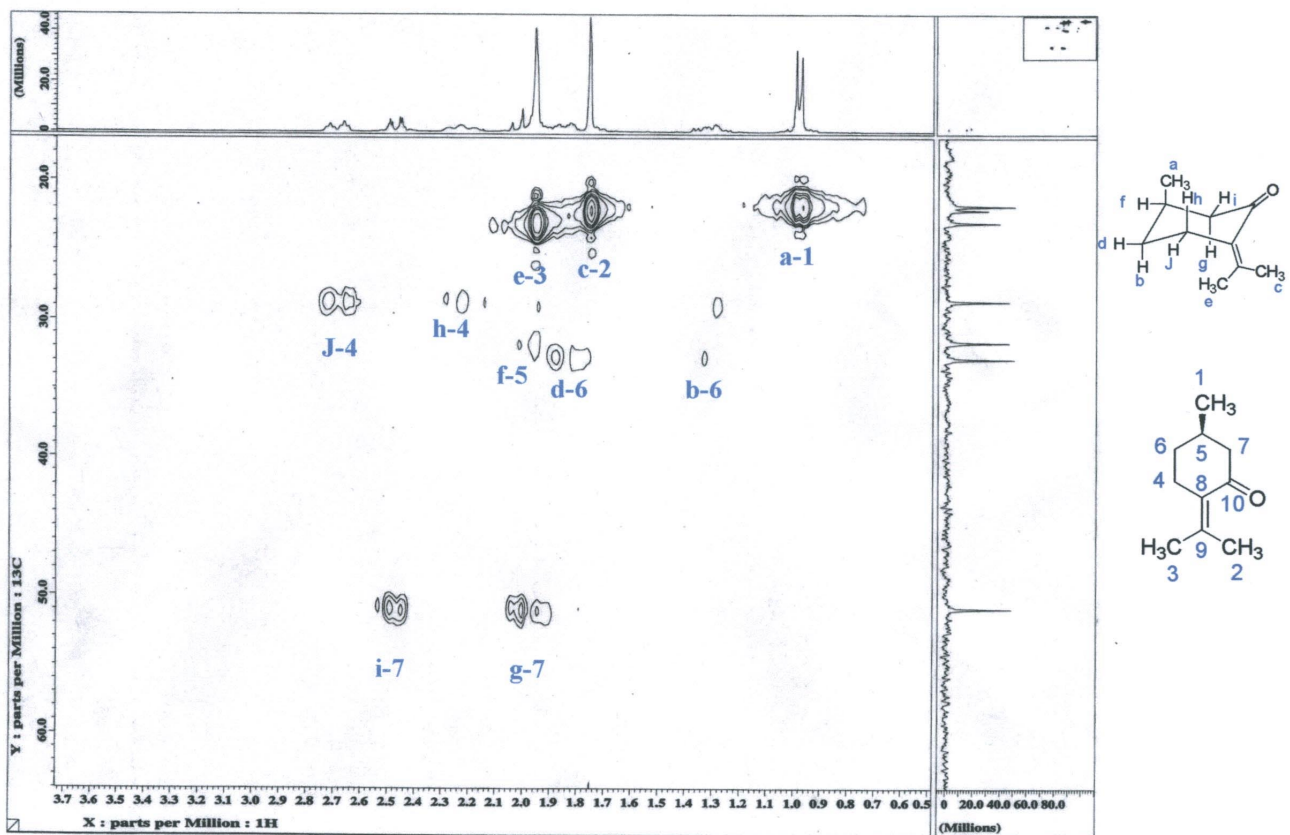 (Millions)
40.0
20.0
0
20.0
30.0
40.0
50.0
60.0
Y : parts per Million : 13C
e-3
c-2
a-1
J-4
h-4
f-5
d-6
b-6
i-7
g-7
3.7 3.6 3.5 3.4 3.3 3.2 3.1 3.0 2.9 2.8 2.7 2.6 2.5 2.4 2.3 2.2 2.1 2.0 1.9 1.8 1.7 1.6 1.5 1.4 1.3 1.2 1.1 1.0 0.9 0.8 0.7 0.6 0.5
X : parts per Million : 1H
0 20.0 40.0 60.0 80.0
(Millions)
a
CH3
f H
H h
H i
O
d H
H
b
H
J
H
g
e
CH3
CH3
c
1
CH3
6
5
7
4
8
10
O
H3C
9
CH3
3
2